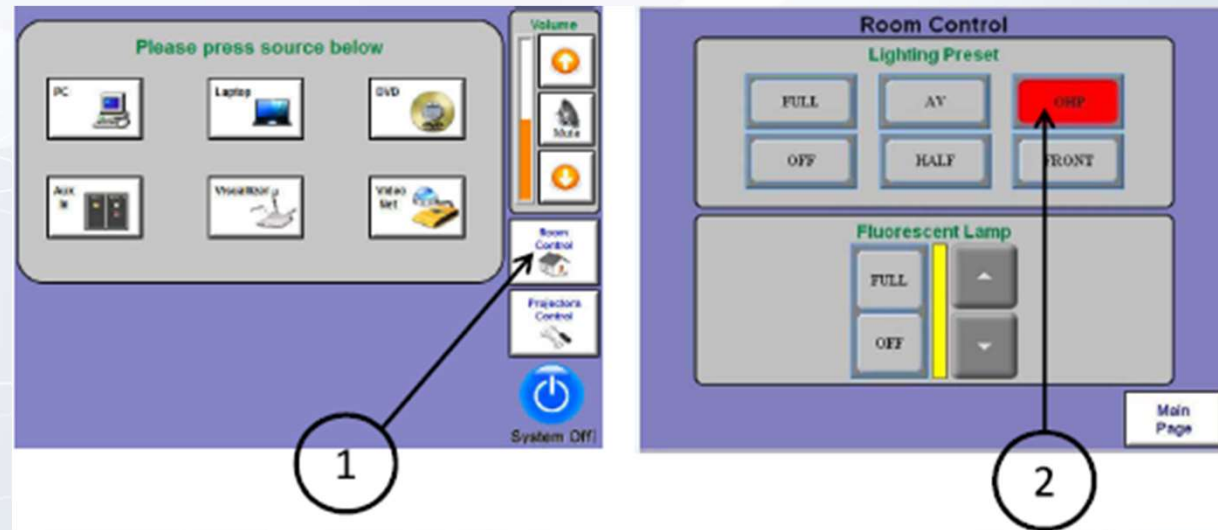 Please press source below
PC
Laptop
DVD
Aux
In
Visualizer
Video
Net
Volume
Mute
Room
Control
Projectors
Control
System Off
1
Room Control
Lighting Preset
FULL
AV
OHP
OFF
HALF
FRONT
Fluorescent Lamp
FULL
OFF
Main
Page
2